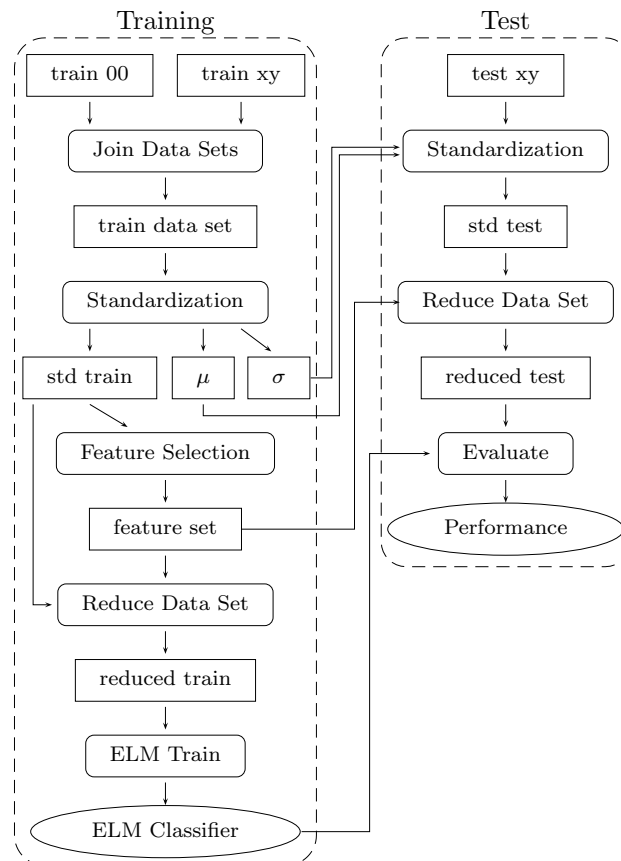 Training
train 00
train xy
Join Data Sets
train data set
Standardization
std train
μ
σ
Feature Selection
feature set
Reduce Data Set
reduced train
ELM Train
ELM Classifier
Test
test xy
Standardization
std test
Reduce Data Set
reduced test
Evaluate
Performance